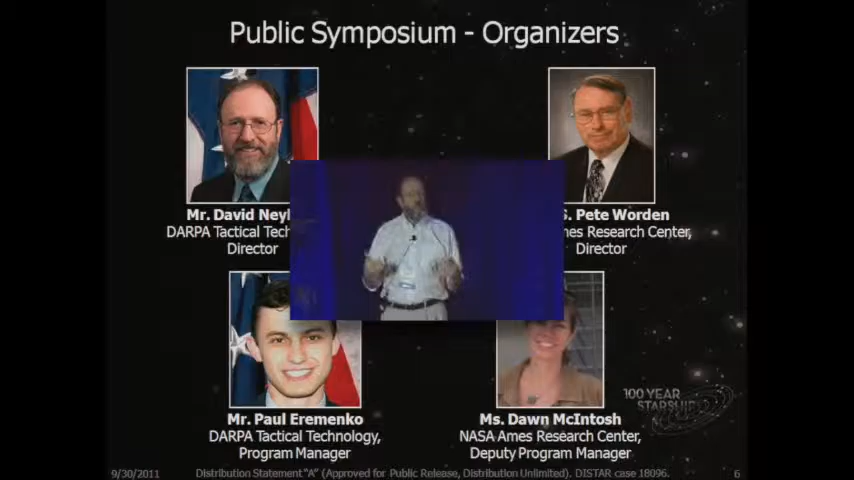 Public Symposium - Organizers
Mr. David Neyl
DARPA Tactical Tech
Director
S. Pete Worden
mes Research Center,
Director
Mr. Paul Eremenko
DARPA Tactical Technology,
Program Manager
Ms. Dawn McIntosh
NASA Ames Research Center,
Deputy Program Manager
100 YEAR
STARSHIP
9/30/2011
Distribution Statement "A" (Approved for Public Release, Distribution Unlimited). DISTAR case 18096.
6